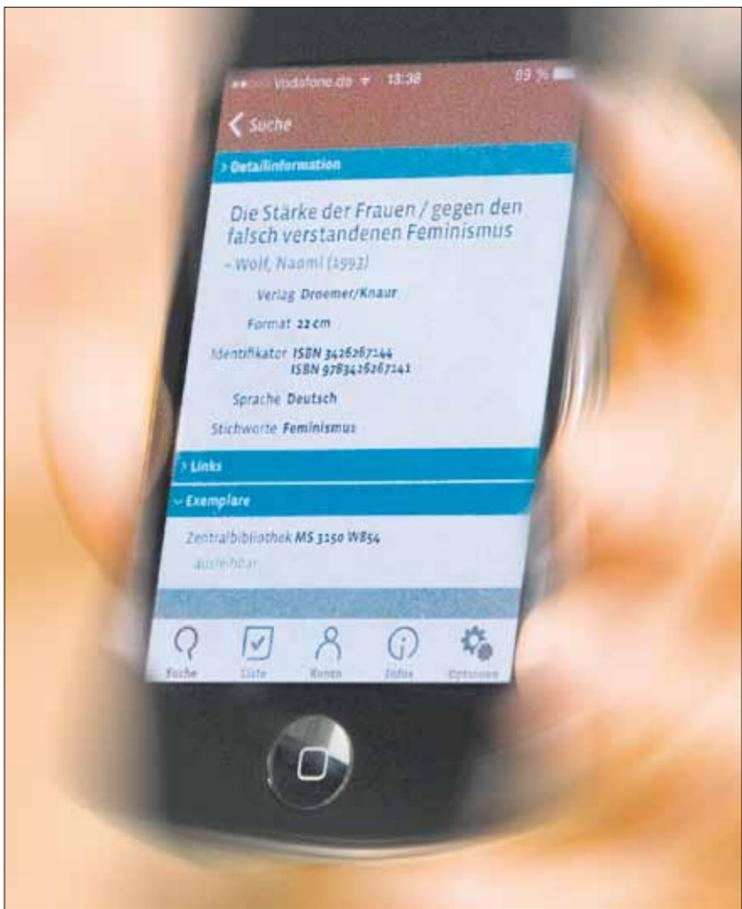 Vodafone.de 13:38 89 %
Suche
> Detailinformation
Die Stärke der Frauen / gegen den
falsch verstandenen Feminismus
– Wolf, Naomi (1993)
Verlag Droemer/Knaur
Format 22 cm
Identifikator ISBN 3426267144
ISBN 9783426267141
Sprache Deutsch
Stichworte Feminismus
> Links
Exemplare
Zentralbibliothek MS 3150 W854
ausleihbar
Suche Liste Konto Infos Optionen